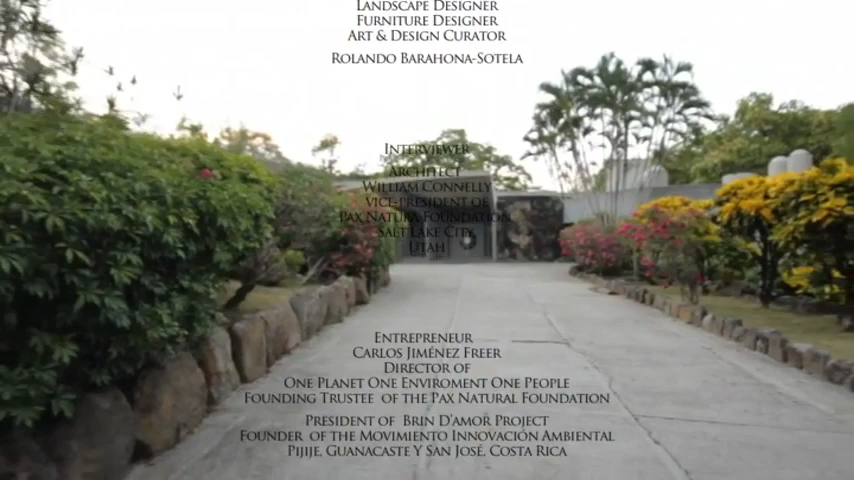 Landscape Designer
Furniture Designer
Art & Design Curator
Rolando Barahona-Sotela
Interviewer
Architect
William Connelly
Vice-president of
Pax Natura Foundation
Salt Lake City
Utah
Entrepreneur
Carlos Jiménez Freer
Director of
One Planet One Enviroment One People
Founding Trustee of the Pax Natural Foundation
President of Brin D'amor Project
Founder of the Movimiento Innovación Ambiental
Pijije, Guanacaste Y San José, Costa Rica